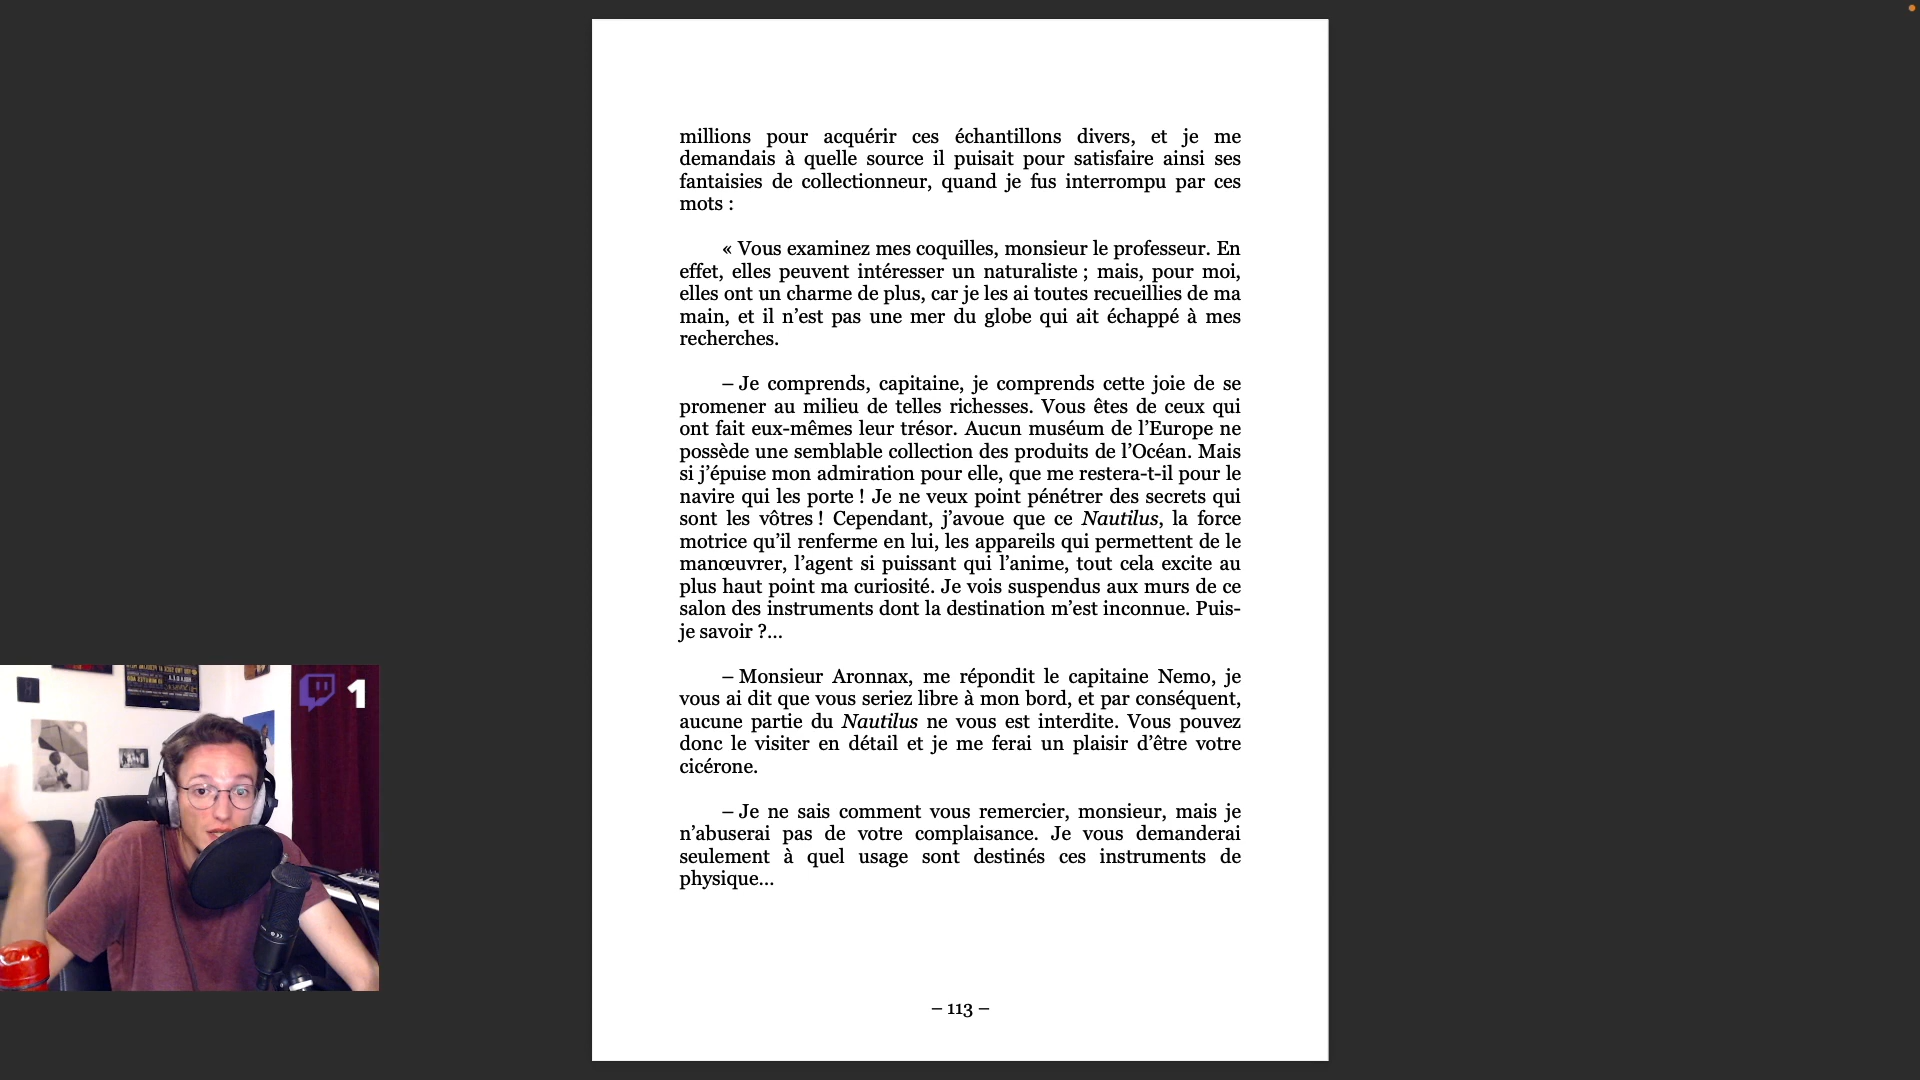 millions pour acquérir ces échantillons divers, et je me
demandais à quelle source il puisait pour satisfaire ainsi ses
fantaisies de collectionneur, quand je fus interrompu par ces
mots :
« Vous examinez mes coquilles, monsieur le professeur. En
effet, elles peuvent intéresser un naturaliste ; mais, pour moi,
elles ont un charme de plus, car je les ai toutes recueillies de ma
main, et il n’est pas une mer du globe qui ait échappé à mes
recherches.
– Je comprends, capitaine, je comprends cette joie de se
promener au milieu de telles richesses. Vous êtes de ceux qui
ont fait eux-mêmes leur trésor. Aucun muséum de l’Europe ne
possède une semblable collection des produits de l’Océan. Mais
si j’épuise mon admiration pour elle, que me restera-t-il pour le
navire qui les porte ! Je ne veux point pénétrer des secrets qui
sont les vôtres ! Cependant, j’avoue que ce Nautilus, la force
motrice qu’il renferme en lui, les appareils qui permettent de le
manœuvrer, l’agent si puissant qui l’anime, tout cela excite au
plus haut point ma curiosité. Je vois suspendus aux murs de ce
salon des instruments dont la destination m’est inconnue. Puis-
je savoir ?…
– Monsieur Aronnax, me répondit le capitaine Nemo, je
vous ai dit que vous seriez libre à mon bord, et par conséquent,
aucune partie du Nautilus ne vous est interdite. Vous pouvez
donc le visiter en détail et je me ferai un plaisir d’être votre
cicérone.
– Je ne sais comment vous remercier, monsieur, mais je
n’abuserai pas de votre complaisance. Je vous demanderai
seulement à quel usage sont destinés ces instruments de
physique…
– 113 –
1